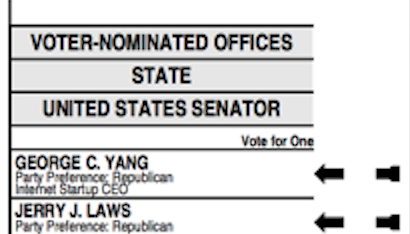 VOTER-NOMINATED OFFICES
STATE
UNITED STATES SENATOR
Vote for One
GEORGE C. YANG
Party Preference: Republican
Internet Startup CEO
JERRY J. LAWS
Party Preference: Republican